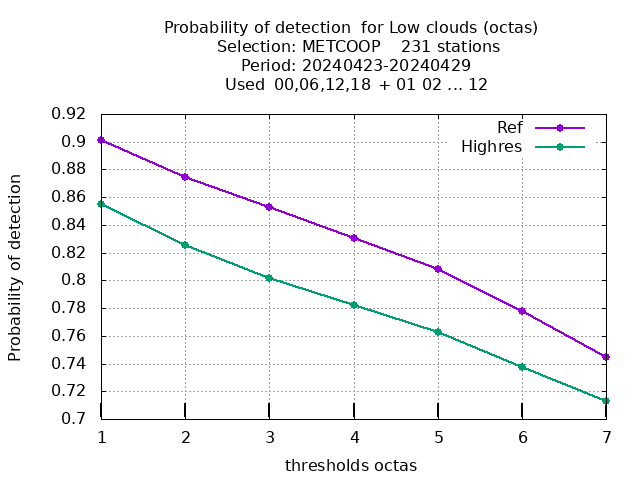 Probability of detection  for Low clouds (octas)
Selection: METCOOP    231 stations
Period: 20240423-20240429
Used  00,06,12,18 + 01 02 ... 12
Ref
Highres
0.92
0.9
0.88
0.86
0.84
0.82
0.8
0.78
0.76
0.74
0.72
0.7
Probability of detection
1 2 3 4 5 6 7
thresholds octas